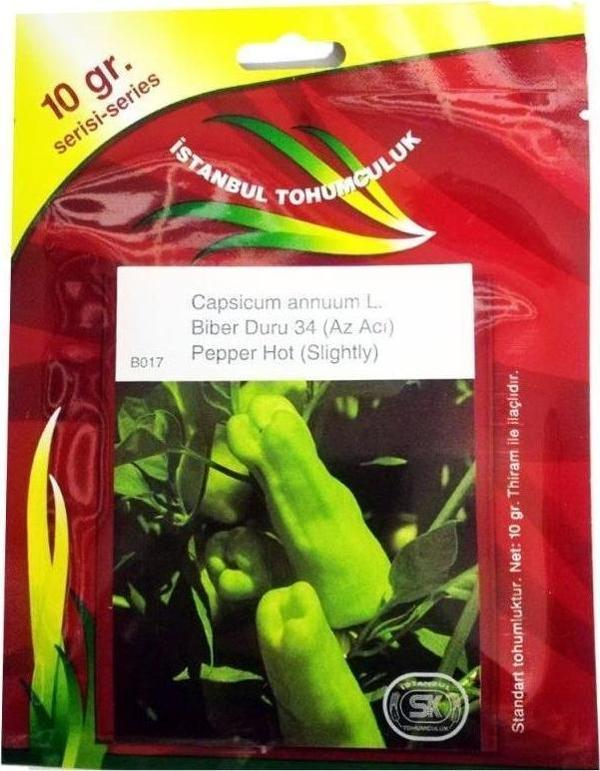 10 gr.
serisi-series
İSTANBUL TOHUMCULUK
Capsicum annuum L.
Biber Duru 34 (Az Acı)
B017 Pepper Hot (Slightly)
Standart tohumluktur. Net: 10 gr. Thiram ile ilaçlıdır.
İSTANBUL
SK
TOHUMCULUK